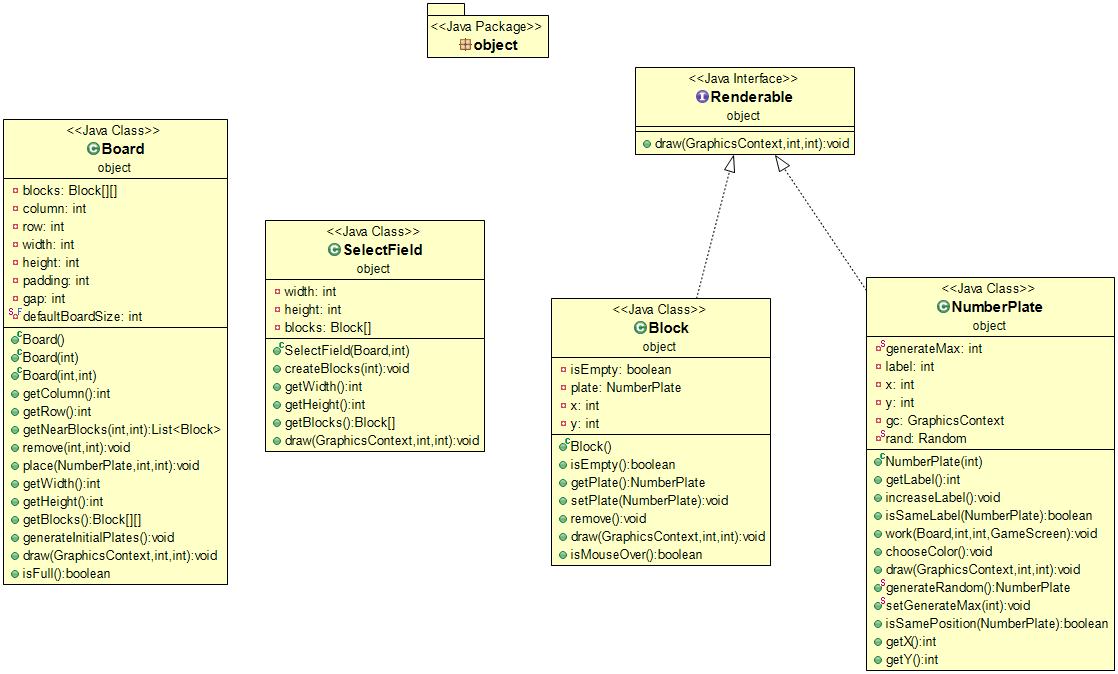 <<Java Package>>
object
<<Java Interface>>
I Renderable
object
draw(GraphicsContext,int,int):void
<<Java Class>>
C Board
object
blocks: Block[][]
column: int
row: int
width: int
height: int
padding: int
gap: int
S F defaultBoardSize: int
C Board()
C Board(int)
C Board(int,int)
getColumn():int
getRow():int
getNearBlocks(int,int):List<Block>
remove(int,int):void
place(NumberPlate,int,int):void
getWidth():int
getHeight():int
getBlocks():Block[][]
generateInitialPlates():void
draw(GraphicsContext,int,int):void
isFull():boolean
<<Java Class>>
C SelectField
object
width: int
height: int
blocks: Block[]
C SelectField(Board,int)
createBlocks(int):void
getWidth():int
getHeight():int
getBlocks():Block[]
draw(GraphicsContext,int,int):void
<<Java Class>>
C Block
object
isEmpty: boolean
plate: NumberPlate
x: int
y: int
C Block()
isEmpty():boolean
getPlate():NumberPlate
setPlate(NumberPlate):void
remove():void
draw(GraphicsContext,int,int):void
isMouseOver():boolean
<<Java Class>>
C NumberPlate
object
S generateMax: int
label: int
x: int
y: int
gc: GraphicsContext
S rand: Random
C NumberPlate(int)
getLabel():int
increaseLabel():void
isSameLabel(NumberPlate):boolean
work(Board,int,int,GameScreen):void
chooseColor():void
draw(GraphicsContext,int,int):void
S generateRandom():NumberPlate
S setGenerateMax(int):void
isSamePosition(NumberPlate):boolean
getX():int
getY():int